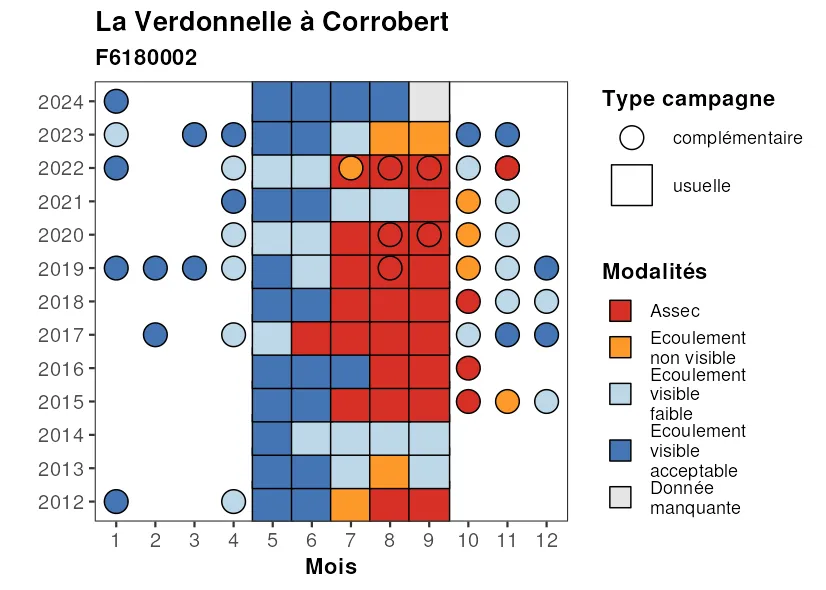 La Verdonnelle à Corrobert
F6180002
2024
2023
2022
2021
2020
2019
2018
2017
2016
2015
2014
2013
2012
1 2 3 4 5 6 7 8 9 10 11 12
Mois
Type campagne
complémentaire
usuelle
Modalités
Assec
Ecoulement
non visible
Ecoulement
visible
faible
Ecoulement
visible
acceptable
Donnée
manquante